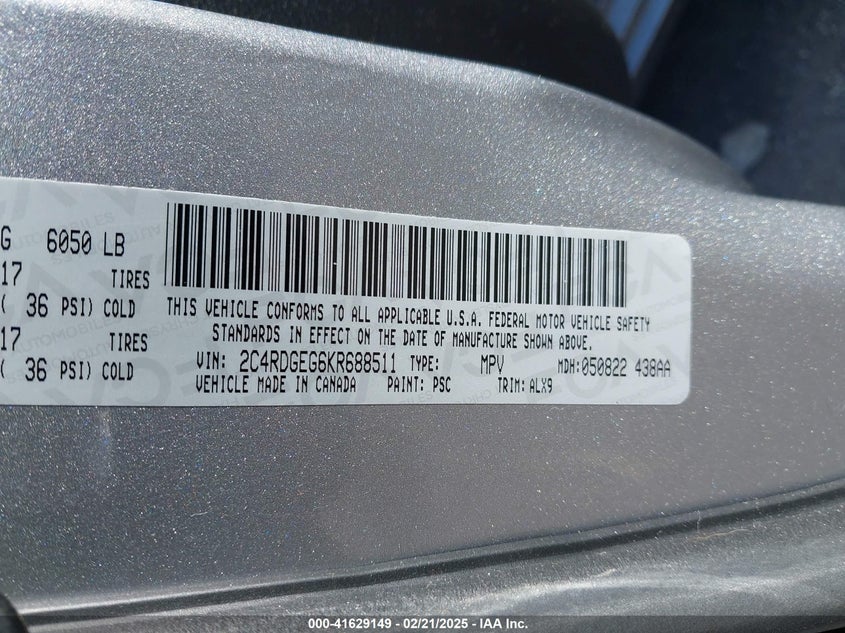 G 6050 LB
17 TIRES
( 36 PSI) COLD
17 TIRES
( 36 PSI) COLD
THIS VEHICLE CONFORMS TO ALL APPLICABLE U.S.A. FEDERAL MOTOR VEHICLE SAFETY
STANDARDS IN EFFECT ON THE DATE OF MANUFACTURE SHOWN ABOVE.
VIN: 2C4RDGEG6KR688511 TYPE: MPV MDH:050822 438AA
VEHICLE MADE IN CANADA PAINT: PSC TRIM: ALX9
000-41629149 - 02/21/2025 - IAA Inc.